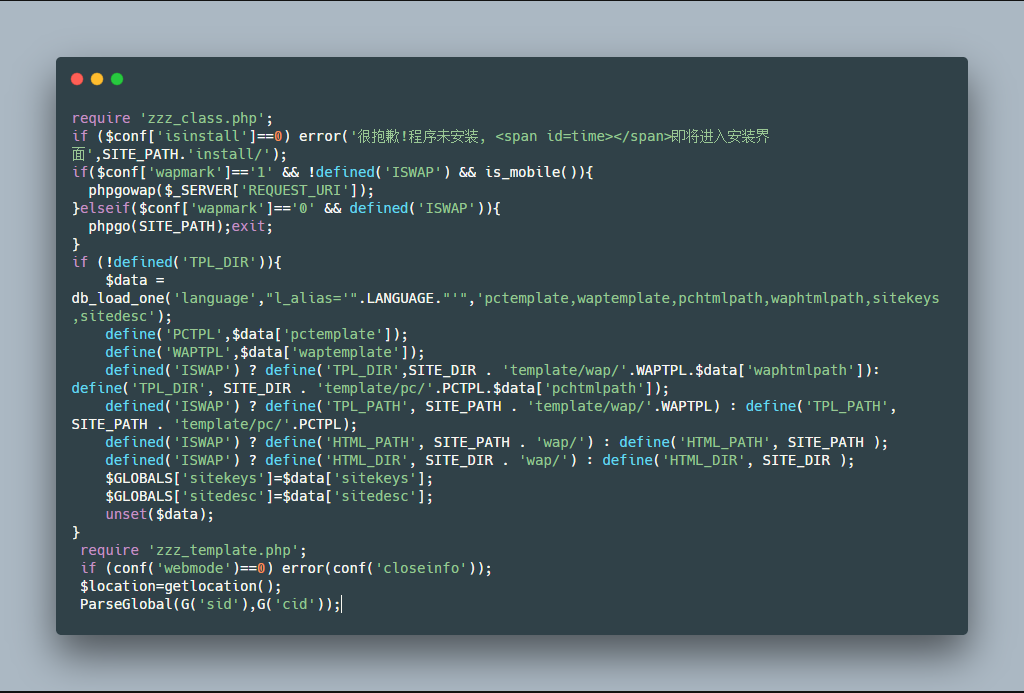 require 'zzz_class.php';
if ($conf['isinstall']==0) error('很抱歉!程序未安装, <span id=time></span>即将进入安装界
面',SITE_PATH.'install/');
if($conf['wapmark']=='1' && !defined('ISWAP') && is_mobile()){
  phpgowap($_SERVER['REQUEST_URI']);
}elseif($conf['wapmark']=='0' && defined('ISWAP')){
  phpgo(SITE_PATH);exit;
}
if (!defined('TPL_DIR')){
    $data =
db_load_one('language',"l_alias='".LANGUAGE."'",'pctemplate,waptemplate,pchtmlpath,waphtmlpath,sitekeys
,sitedesc');
    define('PCTPL',$data['pctemplate']);
    define('WAPTPL',$data['waptemplate']);
    defined('ISWAP') ? define('TPL_DIR',SITE_DIR . 'template/wap/'.WAPTPL.$data['waphtmlpath']):
define('TPL_DIR', SITE_DIR . 'template/pc/'.PCTPL.$data['pchtmlpath']);
    defined('ISWAP') ? define('TPL_PATH', SITE_PATH . 'template/wap/'.WAPTPL) : define('TPL_PATH',
SITE_PATH . 'template/pc/'.PCTPL);
    defined('ISWAP') ? define('HTML_PATH', SITE_PATH . 'wap/') : define('HTML_PATH', SITE_PATH );
    defined('ISWAP') ? define('HTML_DIR', SITE_DIR . 'wap/') : define('HTML_DIR', SITE_DIR );
    $GLOBALS['sitekeys']=$data['sitekeys'];
    $GLOBALS['sitedesc']=$data['sitedesc'];
    unset($data);
}
 require 'zzz_template.php';
 if (conf('webmode')==0) error(conf('closeinfo'));
 $location=getlocation();
 ParseGlobal(G('sid'),G('cid'));